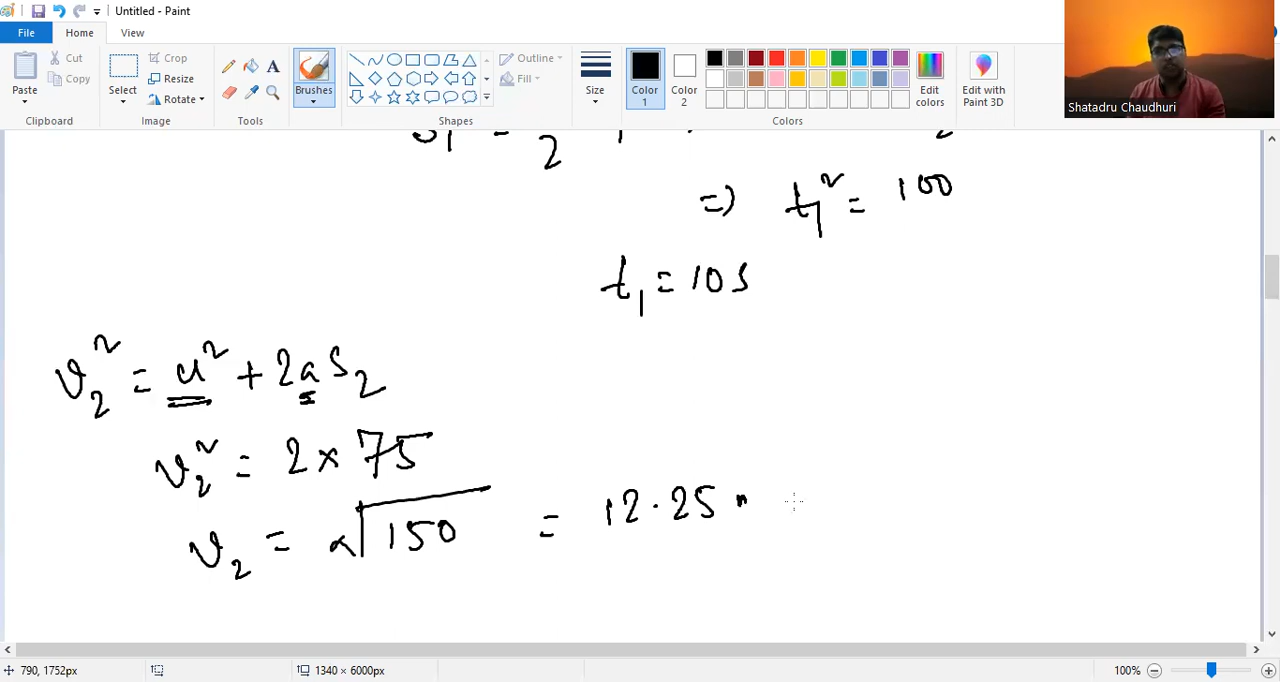 Untitled - Paint
File Home View
Paste Cut Copy
Clipboard
Select Crop Resize Rotate
Image
A
Tools
Brushes
Outline Fill
Shapes
Size
Color 1
Color 2
Edit colors
Edit with Paint 3D
Colors
Shatadru Chaudhuri
=) t₁² = 100
t₁ = 10 s
v₂² = u² + 2aS₂
v₂² = 2 × 75
v₂ = √150 = 12.25 m
790, 1752px
1340 × 6000px
100%